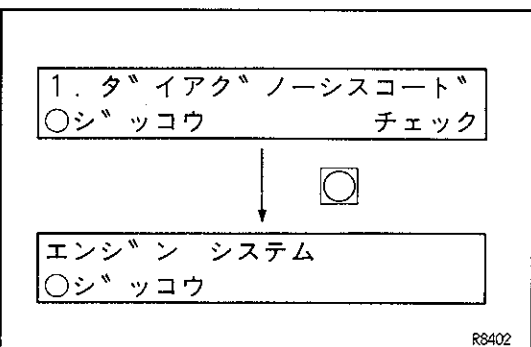 1. ダイアグノーシスコード
○ジッコウ チェック
エンジン システム
○ジッコウ
R8402